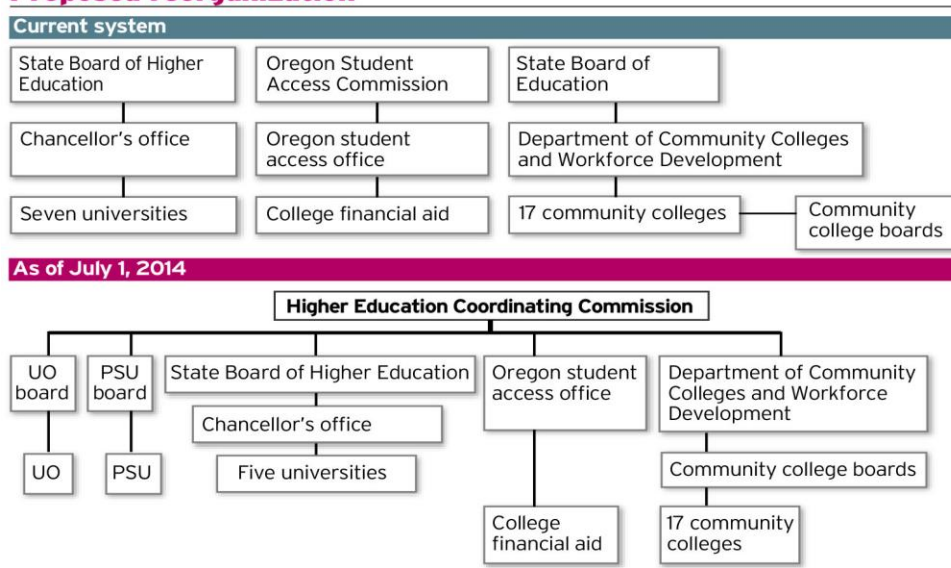 Current system
State Board of Higher
Education
Chancellor's office
Seven universities
Oregon Student
Access Commission
Oregon student
access office
College financial aid
State Board of
Education
Department of Community Colleges
and Workforce Development
17 community colleges
Community
college boards
As of July 1, 2014
Higher Education Coordinating Commission
UO
board
UO
PSU
board
PSU
State Board of Higher Education
Chancellor's office
Five universities
Oregon student
access office
College
financial aid
Department of Community
Colleges and Workforce
Development
Community college boards
17 community
colleges